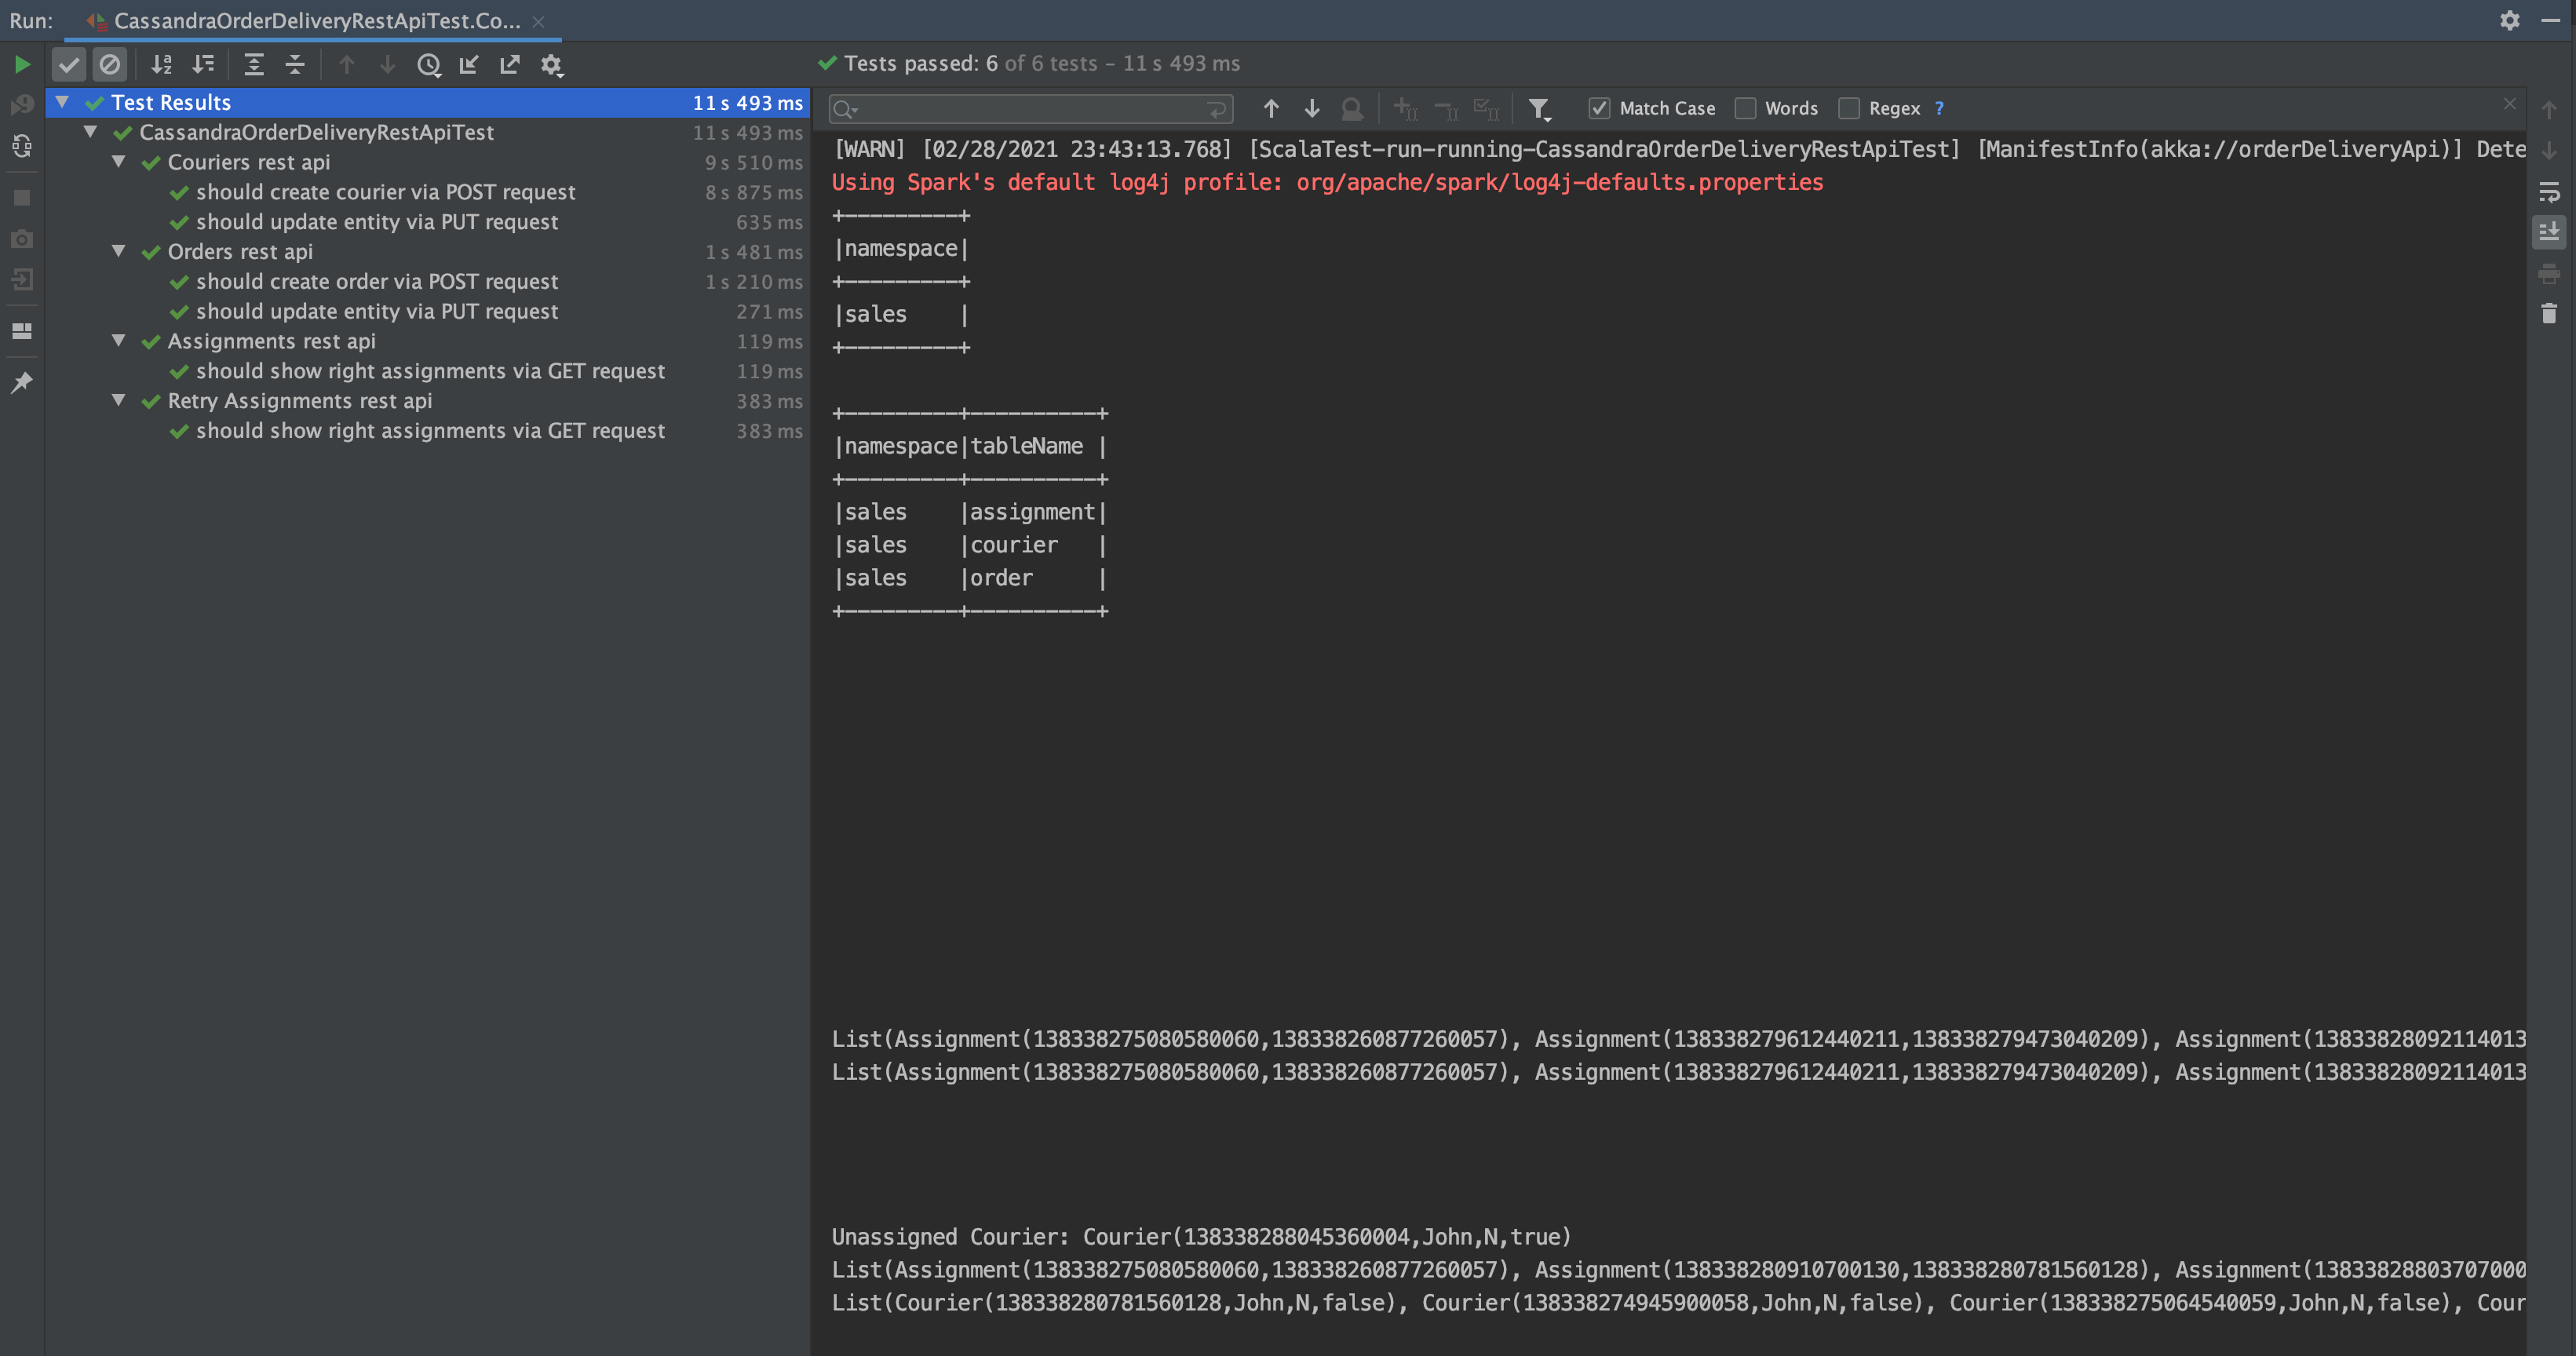 Run: CassandraOrderDeliveryRestApiTest.Co...
Tests passed: 6 of 6 tests – 11 s 493 ms
Test Results 11 s 493 ms
CassandraOrderDeliveryRestApiTest 11 s 493 ms
Couriers rest api 9 s 510 ms
should create courier via POST request 8 s 875 ms
should update entity via PUT request 635 ms
Orders rest api 1 s 481 ms
should create order via POST request 1 s 210 ms
should update entity via PUT request 271 ms
Assignments rest api 119 ms
should show right assignments via GET request 119 ms
Retry Assignments rest api 383 ms
should show right assignments via GET request 383 ms
Match Case Words Regex ?
[WARN] [02/28/2021 23:43:13.768] [ScalaTest-run-running-CassandraOrderDeliveryRestApiTest] [ManifestInfo(akka://orderDeliveryApi)] Dete
Using Spark's default log4j profile: org/apache/spark/log4j-defaults.properties
+---------+
|namespace|
+---------+
|sales    |
+---------+
+---------+----------+
|namespace|tableName |
+---------+----------+
|sales    |assignment|
|sales    |courier   |
|sales    |order     |
+---------+----------+
List(Assignment(138338275080580060,138338260877260057), Assignment(138338279612440211,138338279473040209), Assignment(13833828092114013
List(Assignment(138338275080580060,138338260877260057), Assignment(138338279612440211,138338279473040209), Assignment(13833828092114013
Unassigned Courier: Courier(138338288045360004,John,N,true)
List(Assignment(138338275080580060,138338260877260057), Assignment(138338280910700130,138338280781560128), Assignment(13833828803707000
List(Courier(138338280781560128,John,N,false), Courier(138338274945900058,John,N,false), Courier(138338275064540059,John,N,false), Cour